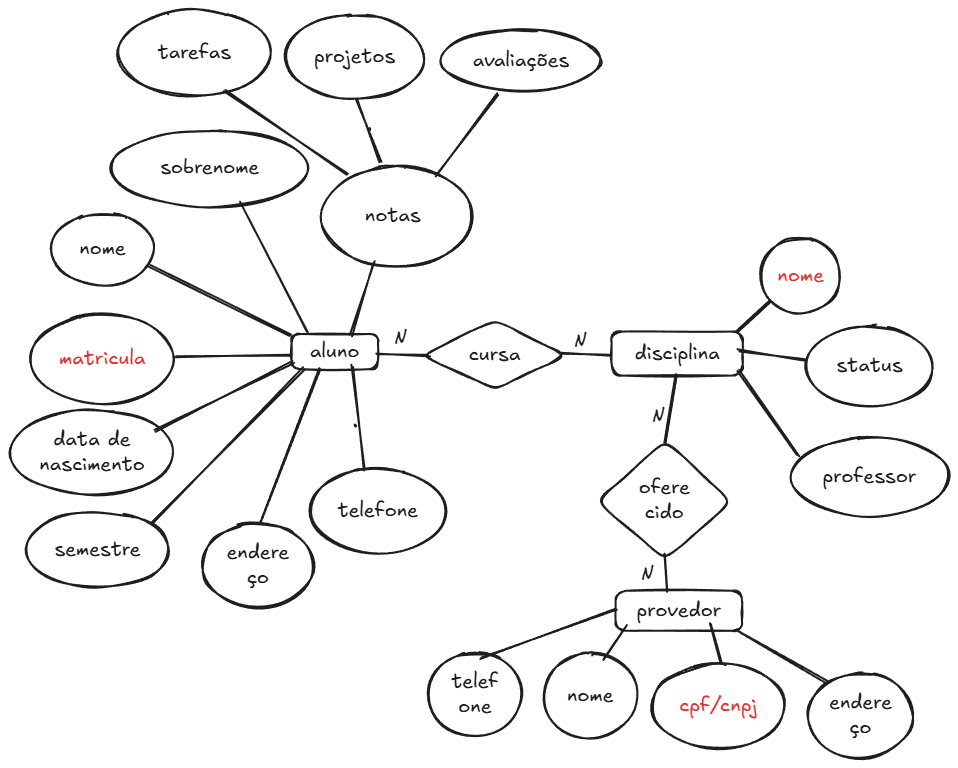 tarefas
projetos
avaliações
sobrenome
notas
nome
nome
matricula
aluno
N
cursa
N
disciplina
status
data de
nascimento
N
professor
semestre
endere
ço
telefone
ofere
cido
N
provedor
telef
one
nome
cpf/cnpj
endere
ço